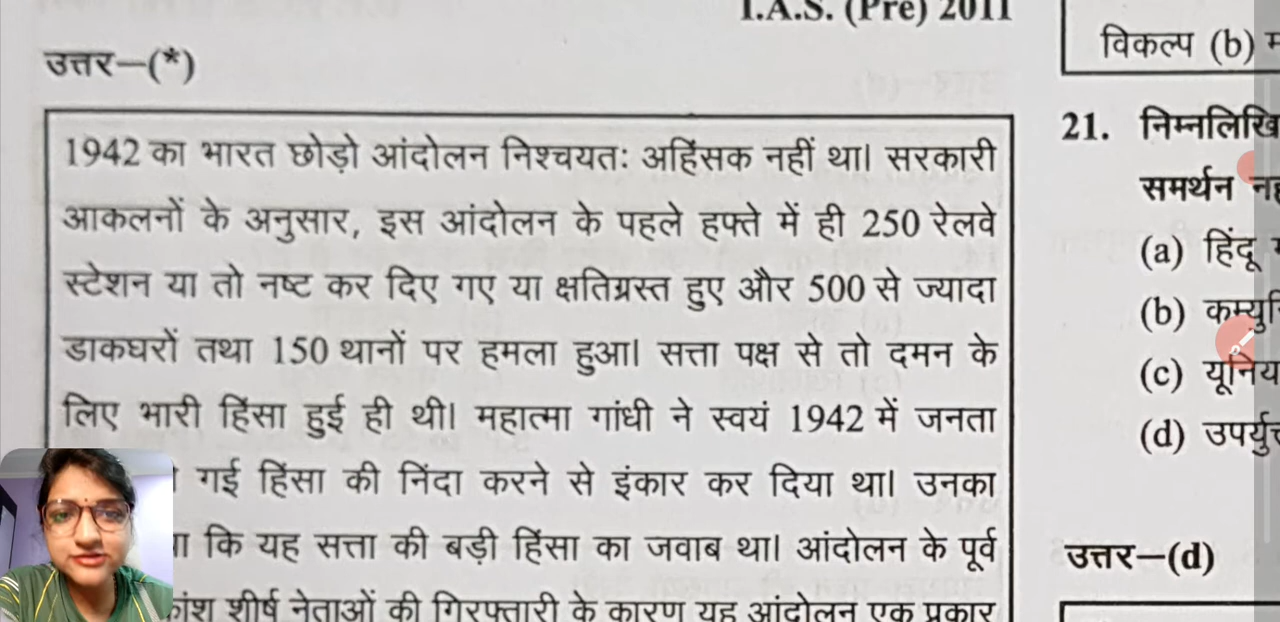 I.A.S. (Pre) 2011
उत्तर–(*)
1942 का भारत छोड़ो आंदोलन निश्चयतः अहिंसक नहीं था। सरकारी
आकलनों के अनुसार, इस आंदोलन के पहले हफ्ते में ही 250 रेलवे
स्टेशन या तो नष्ट कर दिए गए या क्षतिग्रस्त हुए और 500 से ज्यादा
डाकघरों तथा 150 थानों पर हमला हुआ। सत्ता पक्ष से तो दमन के
लिए भारी हिंसा हुई ही थी। महात्मा गांधी ने स्वयं 1942 में जनता
गई हिंसा की निंदा करने से इंकार कर दिया था। उनका
कि यह सत्ता की बड़ी हिंसा का जवाब था। आंदोलन के पूर्व
शीर्ष नेताओं की गिरफ्तारी के कारण यह आंदोलन एक प्रकार
विकल्प (b)
21.
समर्थन
(a) हिंदू
(b)
(c)
(d)
उत्तर–(d)